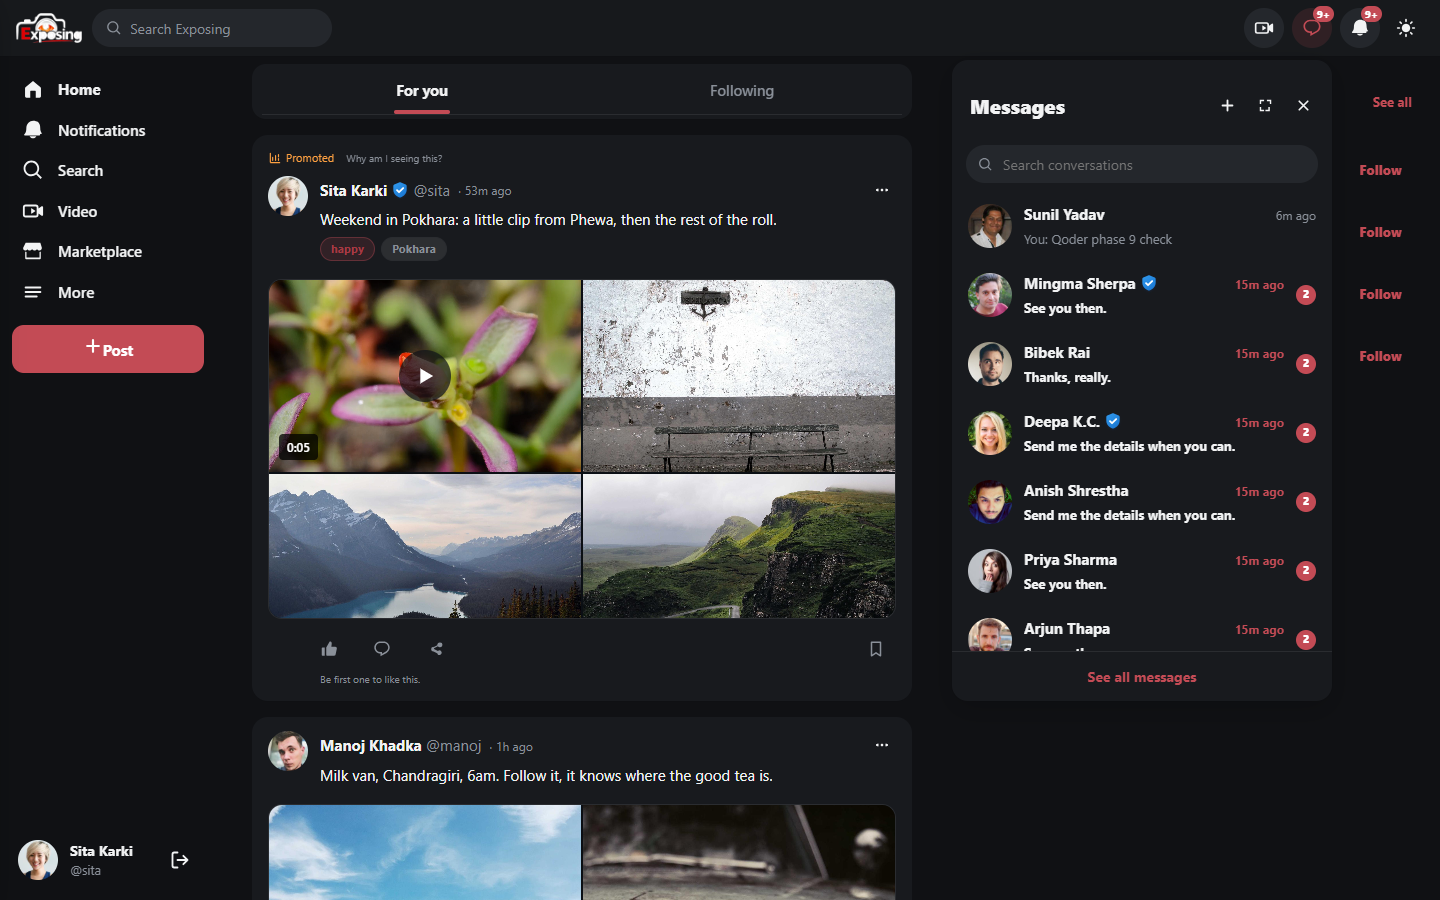 Exposing
Search Exposing
9+
9+
Home
Notifications
Search
Video
Marketplace
More
+ Post
Sita Karki
@sita
For you
Following
Promoted Why am I seeing this?
Sita Karki @sita · 53m ago
Weekend in Pokhara: a little clip from Phewa, then the rest of the roll.
happy Pokhara
0:05
Be first one to like this.
Manoj Khadka @manoj · 1h ago
Milk van, Chandragiri, 6am. Follow it, it knows where the good tea is.
Messages
Search conversations
Sunil Yadav 6m ago
You: Qoder phase 9 check
Mingma Sherpa 15m ago
See you then. 2
Bibek Rai 15m ago
Thanks, really. 2
Deepa K.C. 15m ago
Send me the details when you can. 2
Anish Shrestha 15m ago
Send me the details when you can. 2
Priya Sharma 15m ago
See you then. 2
Arjun Thapa 15m ago
2
See all messages
See all
Follow
Follow
Follow
Follow